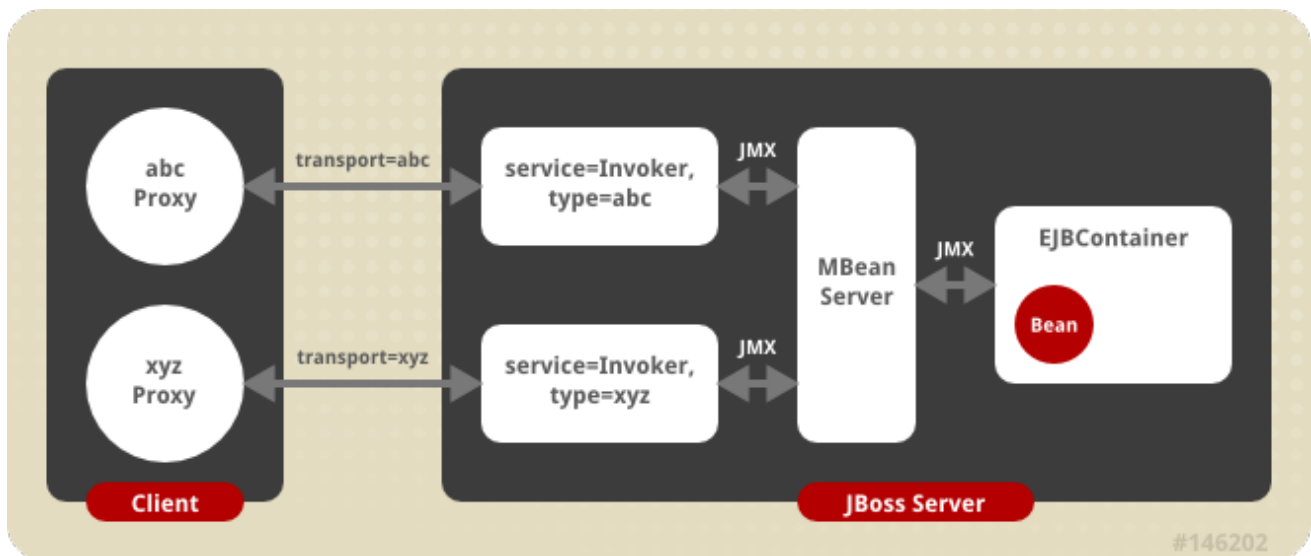 abc
Proxy
transport=abc
service=Invoker,
type=abc
JMX
MBean
Server
JMX
EJBContainer
Bean
xyz
Proxy
transport=xyz
service=Invoker,
type=xyz
JMX
Client
JBoss Server
#146202